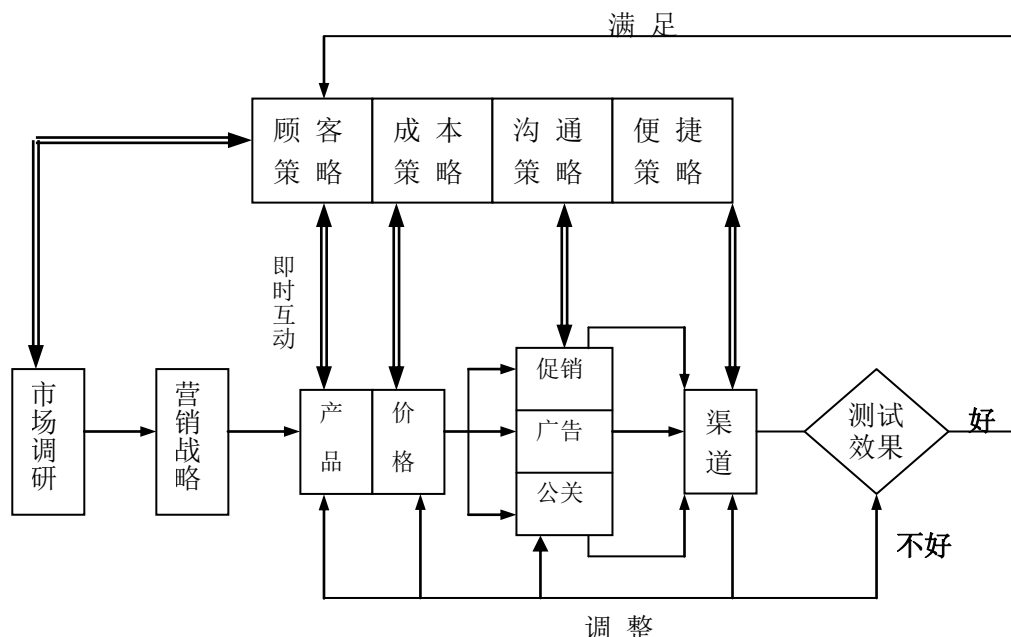 满 足
顾 客
策 略
成 本
策 略
沟 通
策 略
便 捷
策 略
即
时
互
动
市
场
调
研
营
销
战
略
产
品
价
格
促销
广告
公关
渠
道
测试
效果
好
不好
调 整